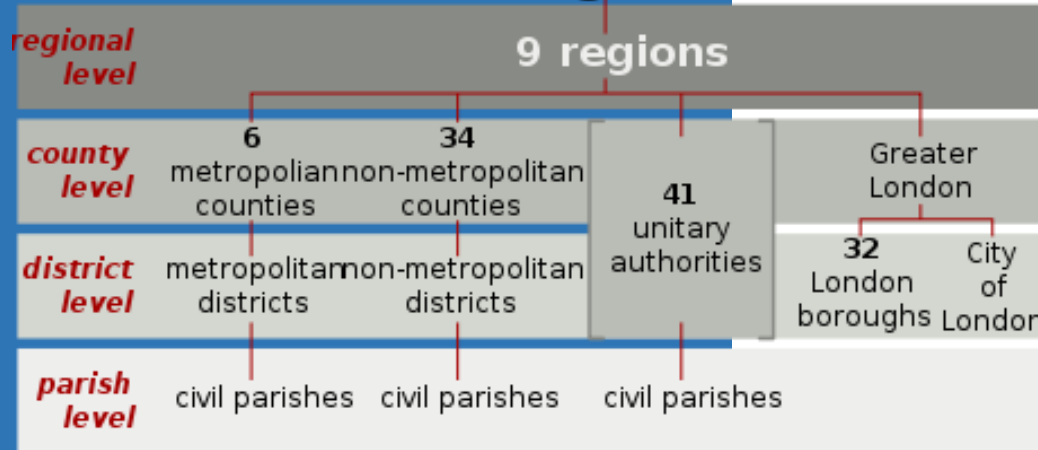 regional
level
9 regions
county
level
6
metropolian
counties
34
non-metropolitan
counties
41
unitary
authorities
Greater
London
district
level
metropolitan
districts
non-metropolitan
districts
32
London
boroughs
City
of
London
parish
level
civil parishes
civil parishes
civil parishes